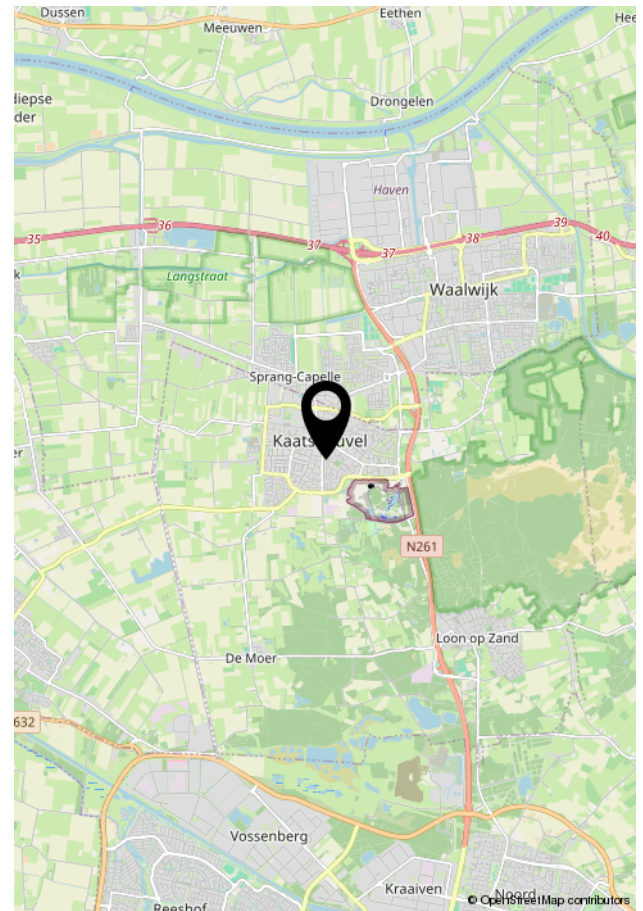 Dussen
Eethen
Meeuwen
Hee
diepse
der
Drongelen
Haven
35
36
37
37
38
39
40
Langstraat
k
Waalwijk
Sprang-Capelle
er
N261
Loon op Zand
De Moer
632
Vossenberg
Reeshof
Kraaiven
Noord
© OpenStreetMap contributors